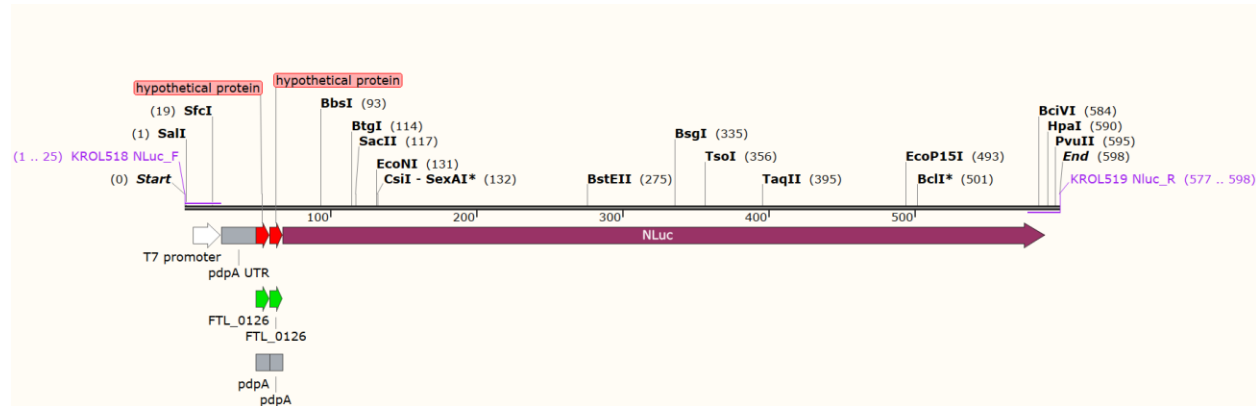 hypothetical protein
hypothetical protein
(19) SfcI
BbsI (93)
BciVI (584)
BtgI (114)
BsgI (335)
HpaI (590)
(1) SalI
SacII (117)
PvuII (595)
(1 .. 25) KROL518 NLuc_F
EcoNI (131)
TsoI (356)
EcoP15I (493)
End (598)
(0) Start
CsiI - SexAI* (132)
BstEII (275)
TaqII (395)
BclI* (501)
KROL519 Nluc_R (577 .. 598)
100
200
300
400
500
NLuc
T7 promoter
pdpA UTR
FTL_0126
FTL_0126
pdpA
pdpA